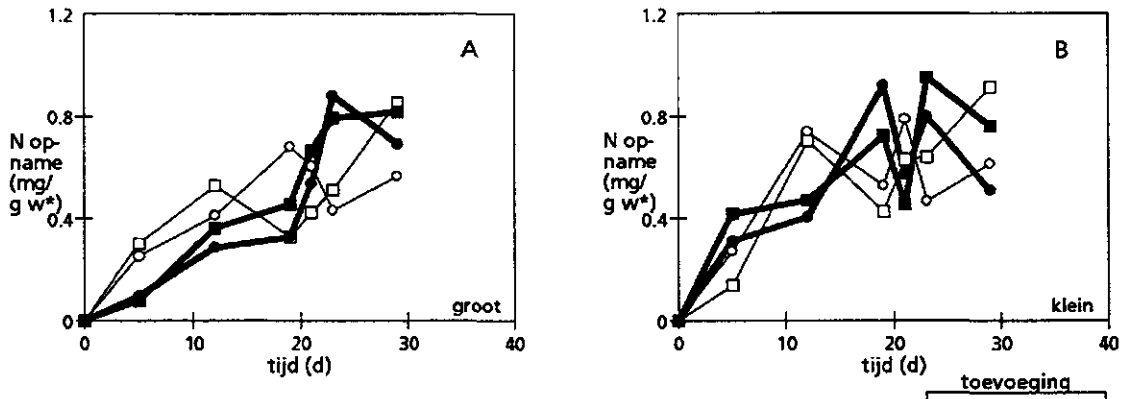 1.2
A
0.8
N op-
name
(mg/
g w*)
0.4
groot
0
0 10 20 30 40
tijd (d)
1.2
B
0.8
N op-
name
(mg/
g w*)
0.4
klein
0
0 10 20 30 40
tijd (d)
toevoeging